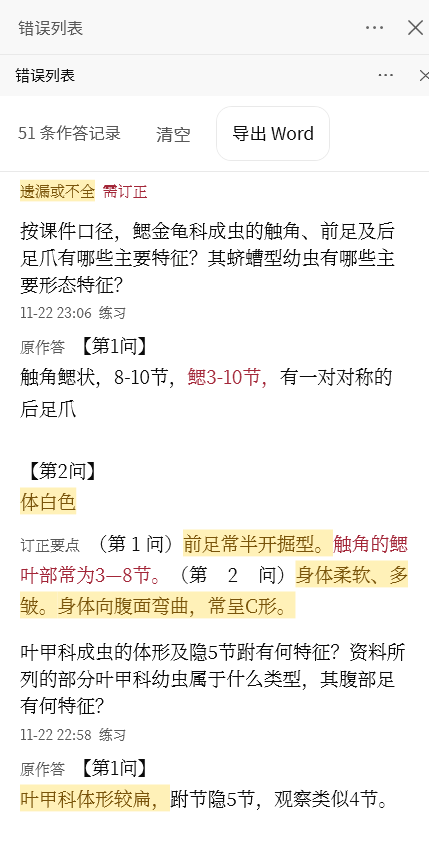 错误列表
错误列表
51 条作答记录 清空 导出 Word
遗漏或不全 需订正
按课件口径，鳃金龟科成虫的触角、前足及后
足爪有哪些主要特征？其蛴螬型幼虫有哪些主
要形态特征？
11-22 23:06 练习
原作答 【第1问】
触角鳃状，8-10节，鳃3-10节，有一对对称的
后足爪
【第2问】
体白色
订正要点 （第 1 问）前足常半开掘型。触角的鳃
叶部常为3—8节。（第 2 问）身体柔软、多
皱。身体向腹面弯曲，常呈C形。
叶甲科成虫的体形及隐5节跗有何特征？资料所
列的部分叶甲科幼虫属于什么类型，其腹部足
有何特征？
11-22 22:58 练习
原作答 【第1问】
叶甲科体形较扁，跗节隐5节，观察类似4节。